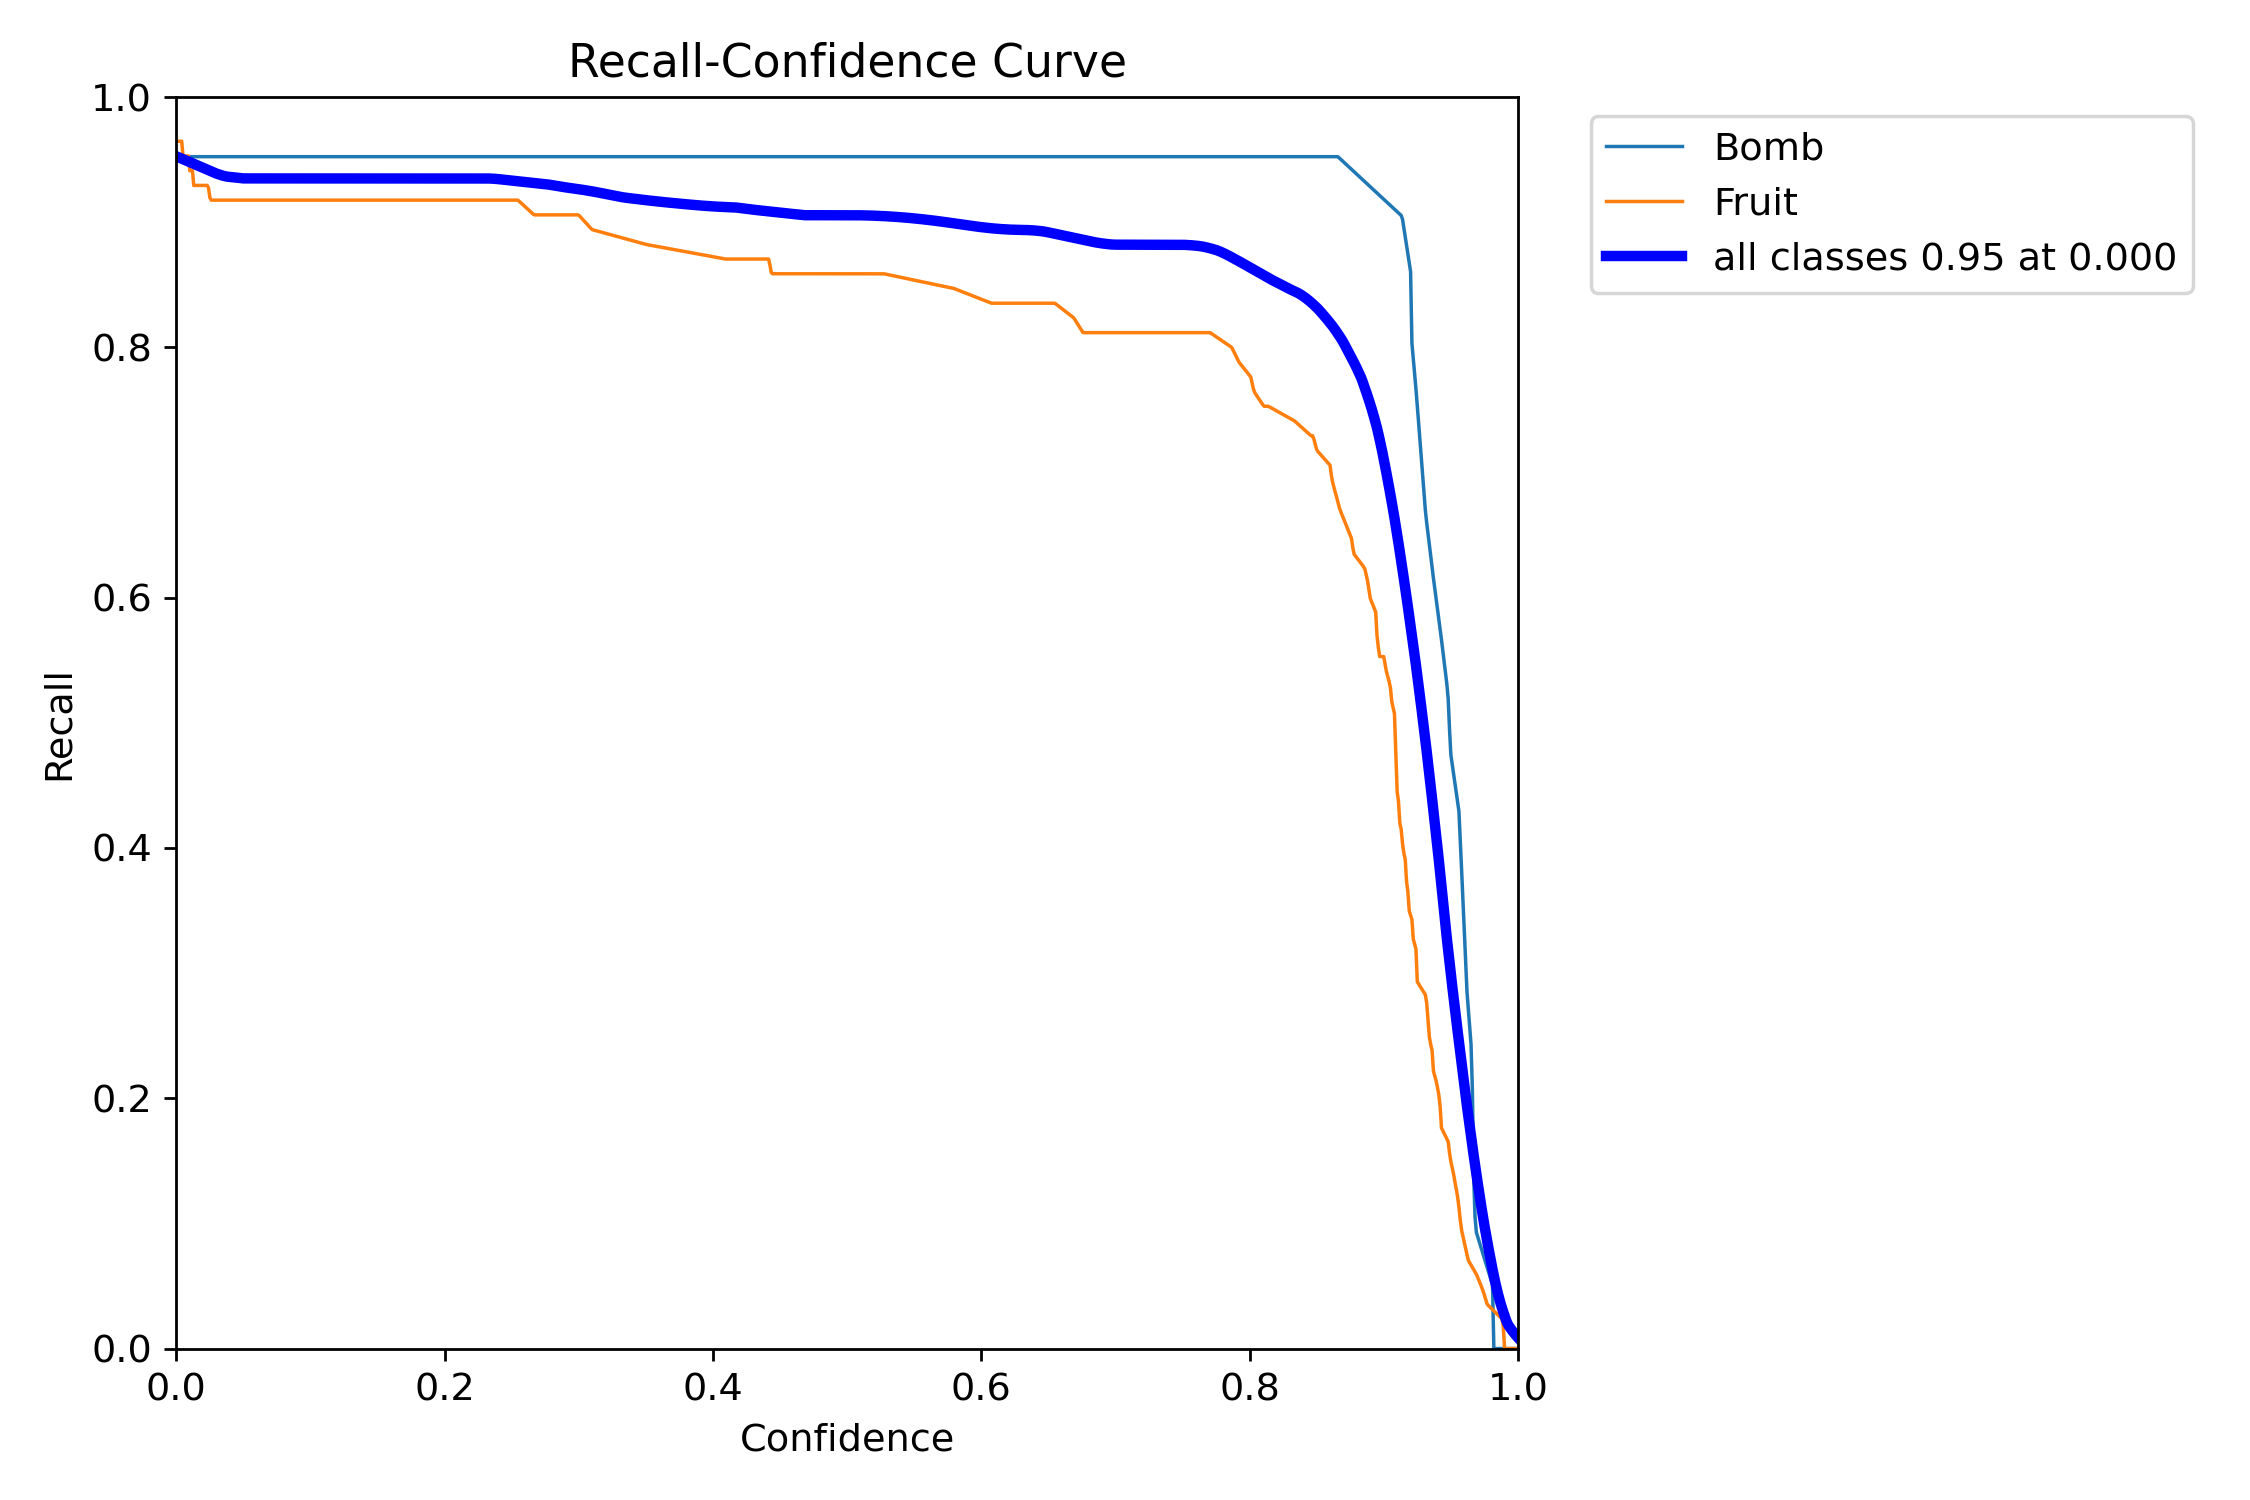 Recall-Confidence Curve
1.0
0.8
0.6
0.4
0.2
0.0
Recall
0.0 0.2 0.4 0.6 0.8 1.0
Confidence
Bomb
Fruit
all classes 0.95 at 0.000